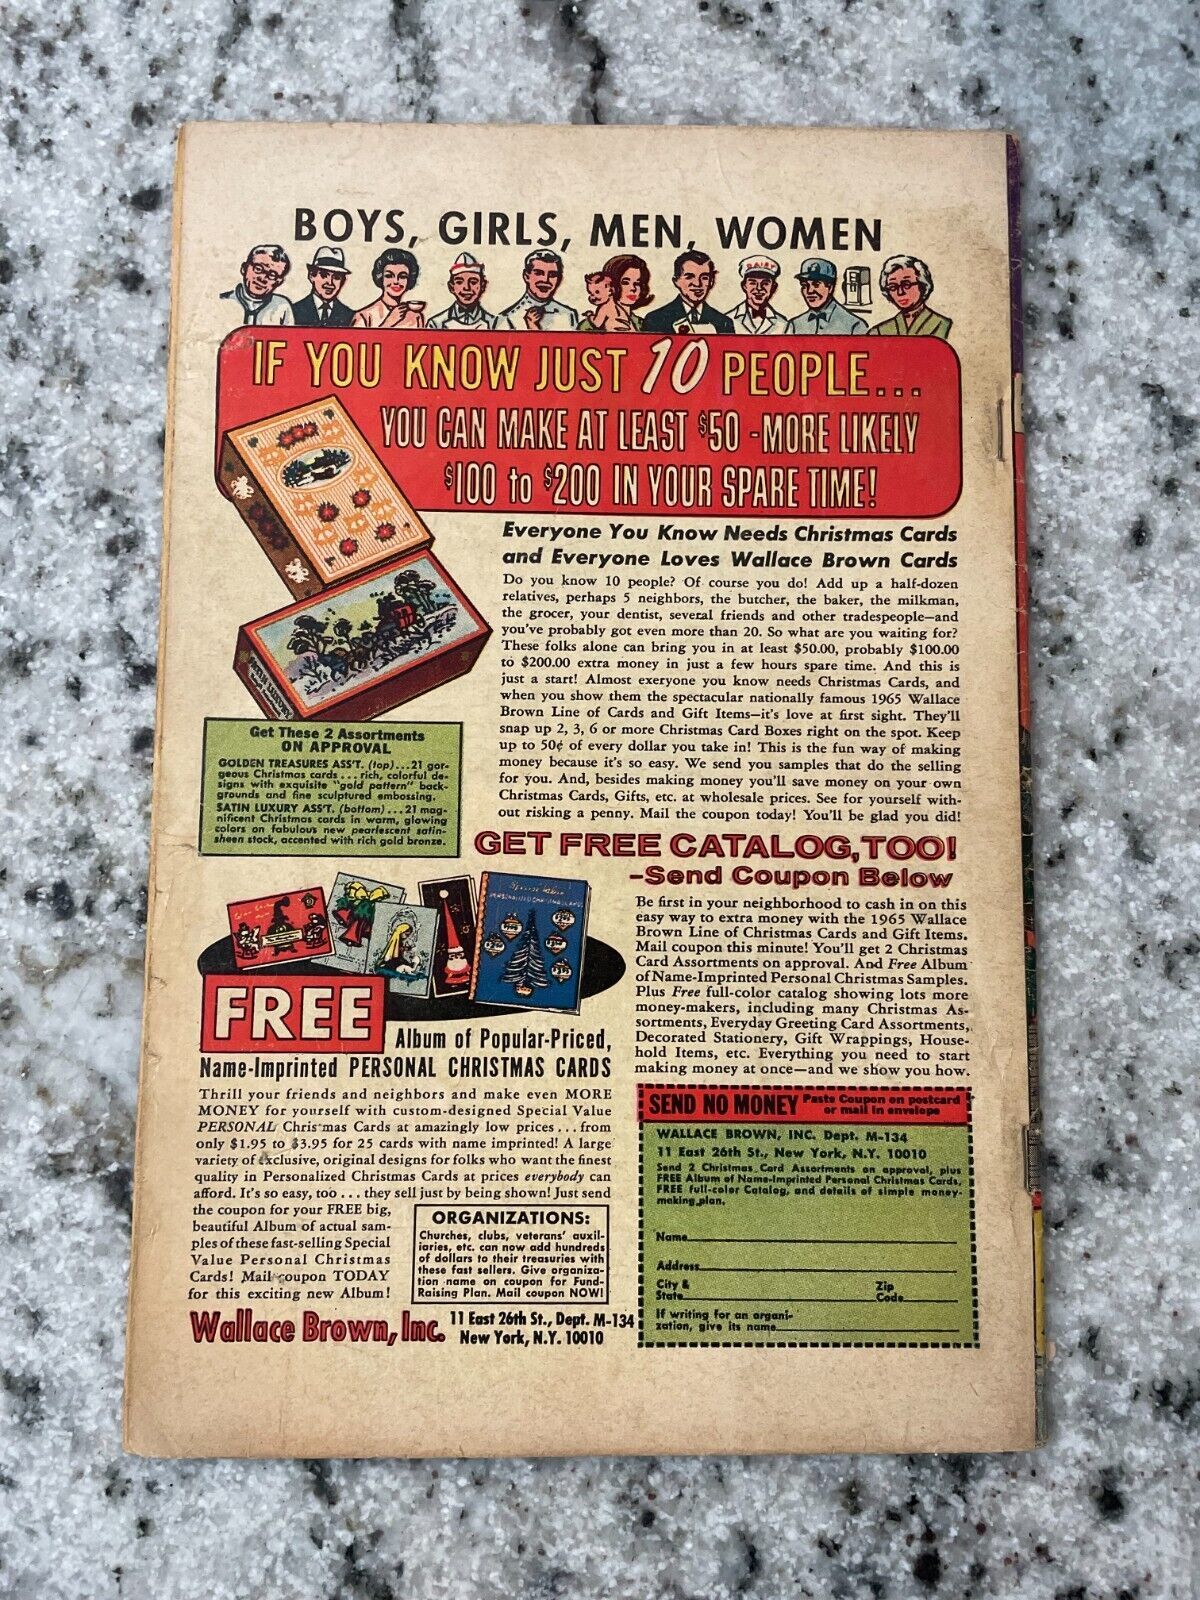 BOYS, GIRLS, MEN, WOMEN
DAIRY
IF YOU KNOW JUST 10 PEOPLE...
YOU CAN MAKE AT LEAST $50 - MORE LIKELY
$100 to $200 IN YOUR SPARE TIME!
Everyone You Know Needs Christmas Cards
and Everyone Loves Wallace Brown Cards
Do you know 10 people? Of course you do! Add up a half-dozen
relatives, perhaps 5 neighbors, the butcher, the baker, the milkman,
the grocer, your dentist, several friends and other tradespeople—and
you've probably got even more than 20. So what are you waiting for?
These folks alone can bring you in at least $50.00, probably $100.00
to $200.00 extra money in just a few hours spare time. And this is
just a start! Almost exeryone you know needs Christmas Cards, and
when you show them the spectacular nationally famous 1965 Wallace
Brown Line of Cards and Gift Items—it's love at first sight. They'll
snap up 2, 3, 6 or more Christmas Card Boxes right on the spot. Keep
up to 50¢ of every dollar you take in! This is the fun way of making
money because it's so easy. We send you samples that do the selling
for you. And, besides making money you'll save money on your own
Christmas Cards, Gifts, etc. at wholesale prices. See for yourself with-
out risking a penny. Mail the coupon today! You'll be glad you did!
SATIN LUXURY
Get These 2 Assortments
ON APPROVAL
GOLDEN TREASURES ASS'T. (top)...21 gor-
geous Christmas cards...rich, colorful de-
signs with exquisite "gold pattern" back-
grounds and fine sculptured embossing.
SATIN LUXURY ASS'T. (bottom)...21 mag-
nificent Christmas cards in warm, glowing
colors on fabulous new pearlescent satin-
sheen stock, accented with rich gold bronze.
GET FREE CATALOG, TOO!
-Send Coupon Below
Be first in your neighborhood to cash in on this
easy way to extra money with the 1965 Wallace
Brown Line of Christmas Cards and Gift Items.
Mail coupon this minute! You'll get 2 Christmas
Card Assortments on approval. And Free Album
of Name-Imprinted Personal Christmas Samples.
Plus Free full-color catalog showing lots more
money-makers, including many Christmas As-
sortments, Everyday Greeting Card Assortments,
Decorated Stationery, Gift Wrappings, House-
hold Items, etc. Everything you need to start
making money at once—and we show you how.
Special Value
PERSONALIZED CHRISTMAS CARDS
FREE
Album of Popular-Priced,
Name-Imprinted PERSONAL CHRISTMAS CARDS
Thrill your friends and neighbors and make even MORE
MONEY for yourself with custom-designed Special Value
PERSONAL Christmas Cards at amazingly low prices...from
only $1.95 to $3.95 for 25 cards with name imprinted! A large
variety of exclusive, original designs for folks who want the finest
quality in Personalized Christmas Cards at prices everybody can
afford. It's so easy, too...they sell just by being shown! Just send
the coupon for your FREE big,
beautiful Album of actual sam-
ples of these fast-selling Special
Value Personal Christmas
Cards! Mail coupon TODAY
for this exciting new Album!
ORGANIZATIONS:
Churches, clubs, veterans' auxil-
iaries, etc. can now add hundreds
of dollars to their treasuries with
these fast sellers. Give organiza-
tion name on coupon for Fund-
Raising Plan. Mail coupon NOW!
Wallace Brown, Inc. 11 East 26th St., Dept. M-134
New York, N.Y. 10010
SEND NO MONEY Paste Coupon on postcard
or mail in envelope
WALLACE BROWN, INC. Dept. M-134
11 East 26th St., New York, N.Y. 10010
Send 2 Christmas Card Assortments on approval, plus
FREE Album of Name-Imprinted Personal Christmas Cards,
FREE full-color Catalog, and details of simple money-
making plan.
Name
Address
City & State Zip Code
If writing for an organi-
zation, give its name